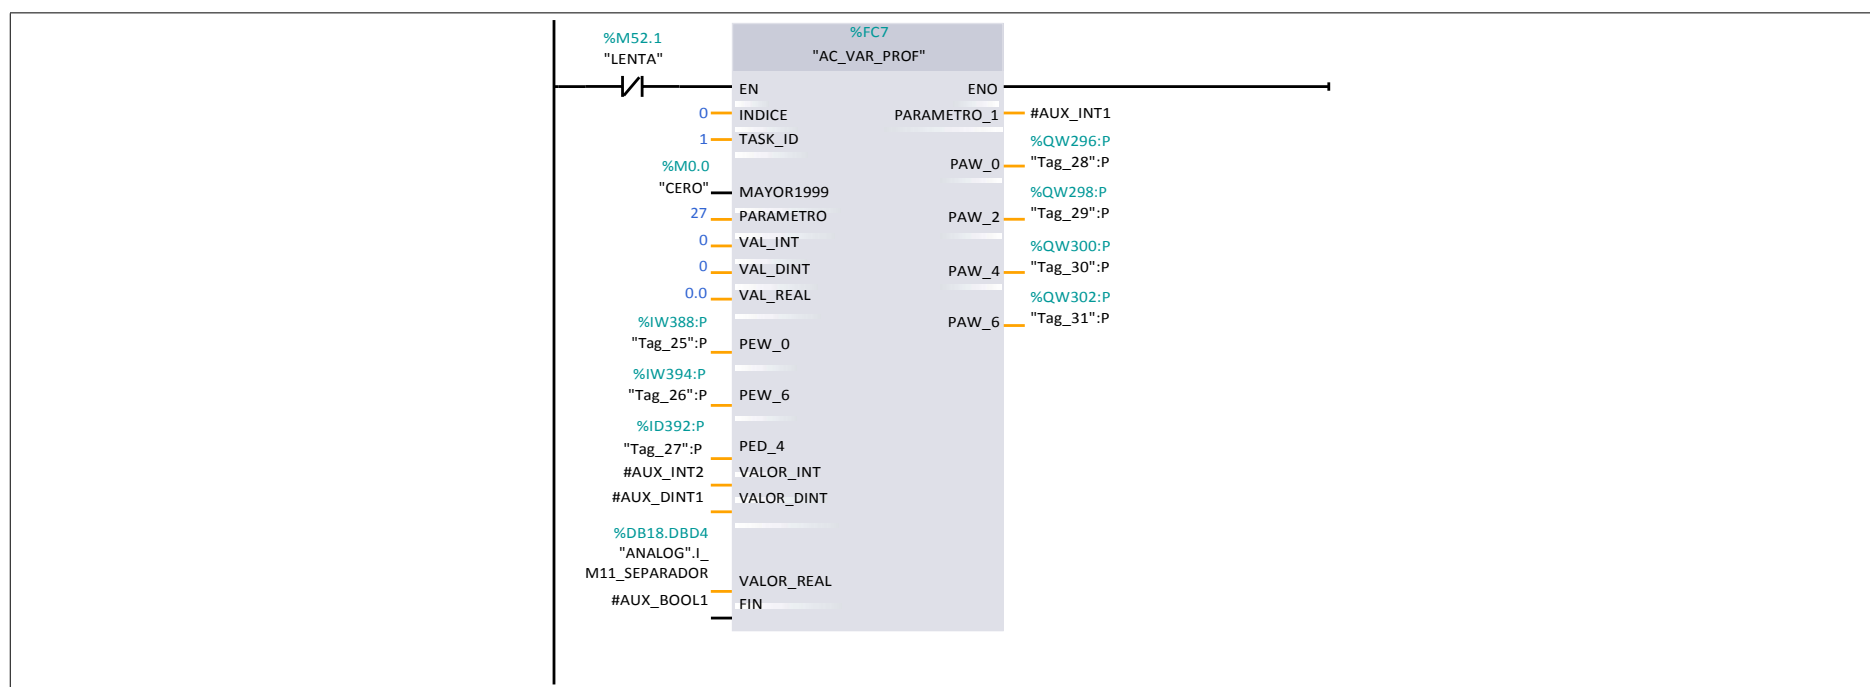 %M52.1
"LENTA"
%FC7
"AC_VAR_PROF"
EN
ENO
0
INDICE
PARAMETRO_1
#AUX_INT1
1
TASK_ID
%QW296:P
PAW_0
"Tag_28":P
%M0.0
"CERO"
MAYOR1999
%QW298:P
27
PARAMETRO
PAW_2
"Tag_29":P
0
VAL_INT
%QW300:P
0
VAL_DINT
PAW_4
"Tag_30":P
0.0
VAL_REAL
%QW302:P
%IW388:P
PAW_6
"Tag_31":P
"Tag_25":P
PEW_0
%IW394:P
"Tag_26":P
PEW_6
%ID392:P
"Tag_27":P
PED_4
#AUX_INT2
VALOR_INT
#AUX_DINT1
VALOR_DINT
%DB18.DBD4
"ANALOG".I_
M11_SEPARADOR
VALOR_REAL
#AUX_BOOL1
FIN